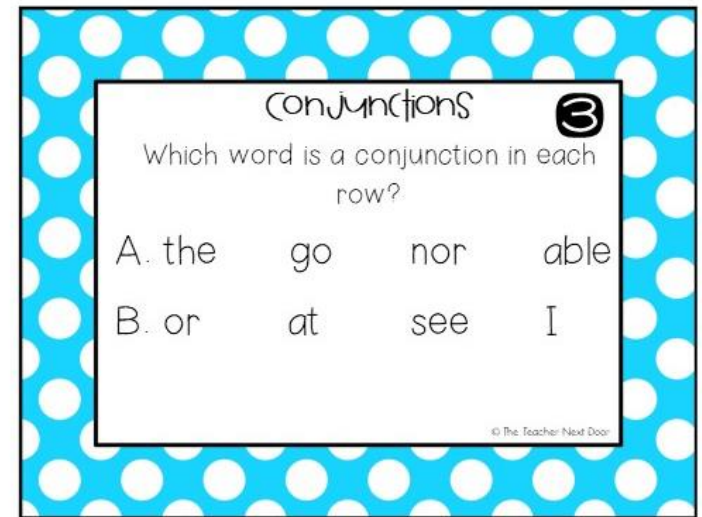 Conjunctions
3
Which word is a conjunction in each
row?
A. the go nor able
B. or at see I
© The Teacher Next Door